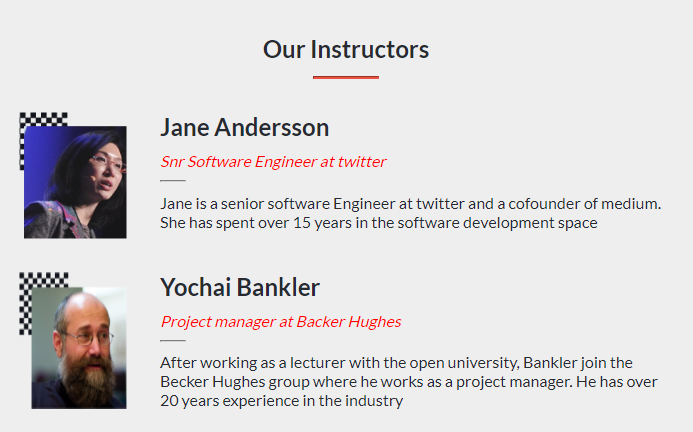 Our Instructors
Jane Andersson
Snr Software Engineer at twitter
Jane is a senior software Engineer at twitter and a cofounder of medium.
She has spent over 15 years in the software development space
Yochai Bankler
Project manager at Backer Hughes
After working as a lecturer with the open university, Bankler join the
Becker Hughes group where he works as a project manager. He has over
20 years experience in the industry